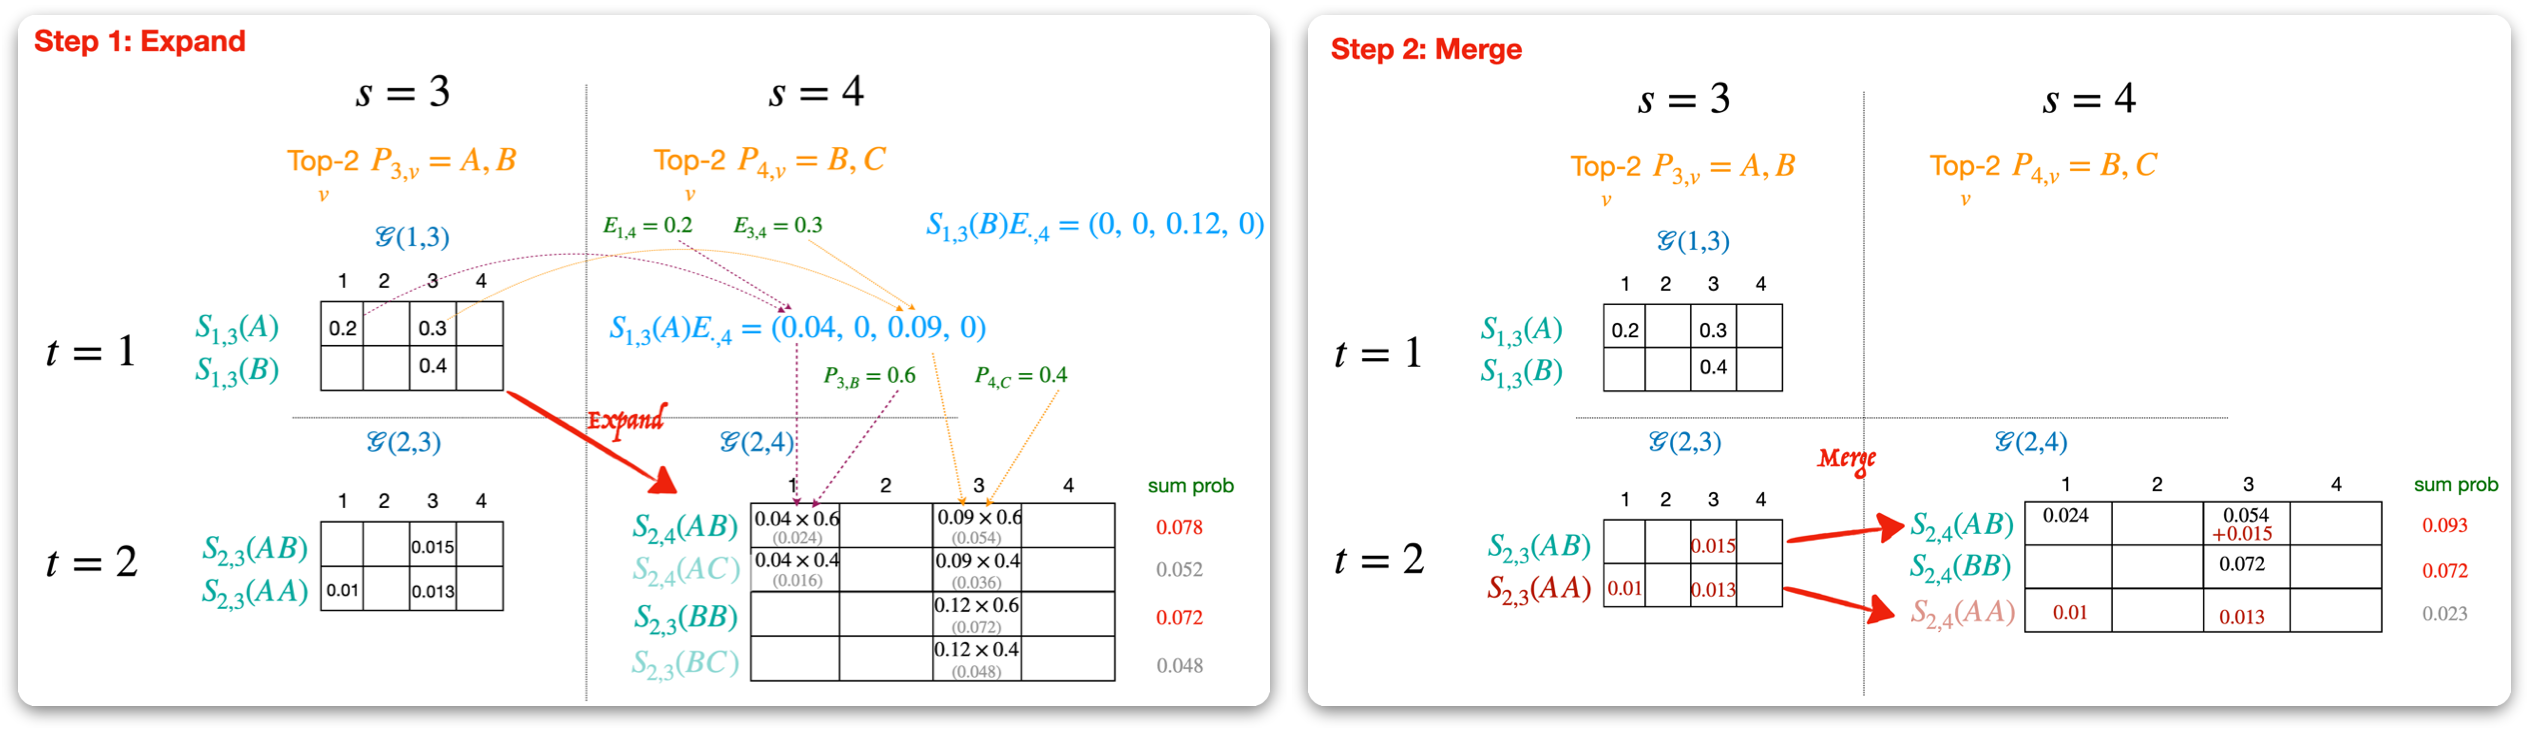 Step 1: Expand
s = 3
s = 4
Top-2 P_{3,v} = A, B
v
Top-2 P_{4,v} = B, C
v
E_{1,4} = 0.2
E_{3,4} = 0.3
S_{1,3}(B)E_{·,4} = (0, 0, 0.12, 0)
𝒢(1,3)
1 2 3 4
t = 1
S_{1,3}(A) 0.2 0.3
S_{1,3}(B) 0.4
S_{1,3}(A)E_{·,4} = (0.04, 0, 0.09, 0)
P_{3,B} = 0.6
P_{4,C} = 0.4
Expand
𝒢(2,3)
1 2 3 4
t = 2
S_{2,3}(AB) 0.015
S_{2,3}(AA) 0.01 0.013
𝒢(2,4)
1 2 3 4 sum prob
S_{2,4}(AB) 0.04 × 0.6 0.09 × 0.6 0.078
(0.024) (0.054)
S_{2,4}(AC) 0.04 × 0.4 0.09 × 0.4 0.052
(0.016) (0.036)
S_{2,3}(BB) 0.12 × 0.6 0.072
(0.072)
S_{2,3}(BC) 0.12 × 0.4 0.048
(0.048)
Step 2: Merge
s = 3
s = 4
Top-2 P_{3,v} = A, B
v
Top-2 P_{4,v} = B, C
v
𝒢(1,3)
1 2 3 4
t = 1
S_{1,3}(A) 0.2 0.3
S_{1,3}(B) 0.4
𝒢(2,3)
1 2 3 4
t = 2
S_{2,3}(AB) 0.015
S_{2,3}(AA) 0.01 0.013
Merge
𝒢(2,4)
1 2 3 4 sum prob
S_{2,4}(AB) 0.024 0.054 0.093
+0.015
S_{2,4}(BB) 0.072 0.072
S_{2,4}(AA) 0.01 0.013 0.023